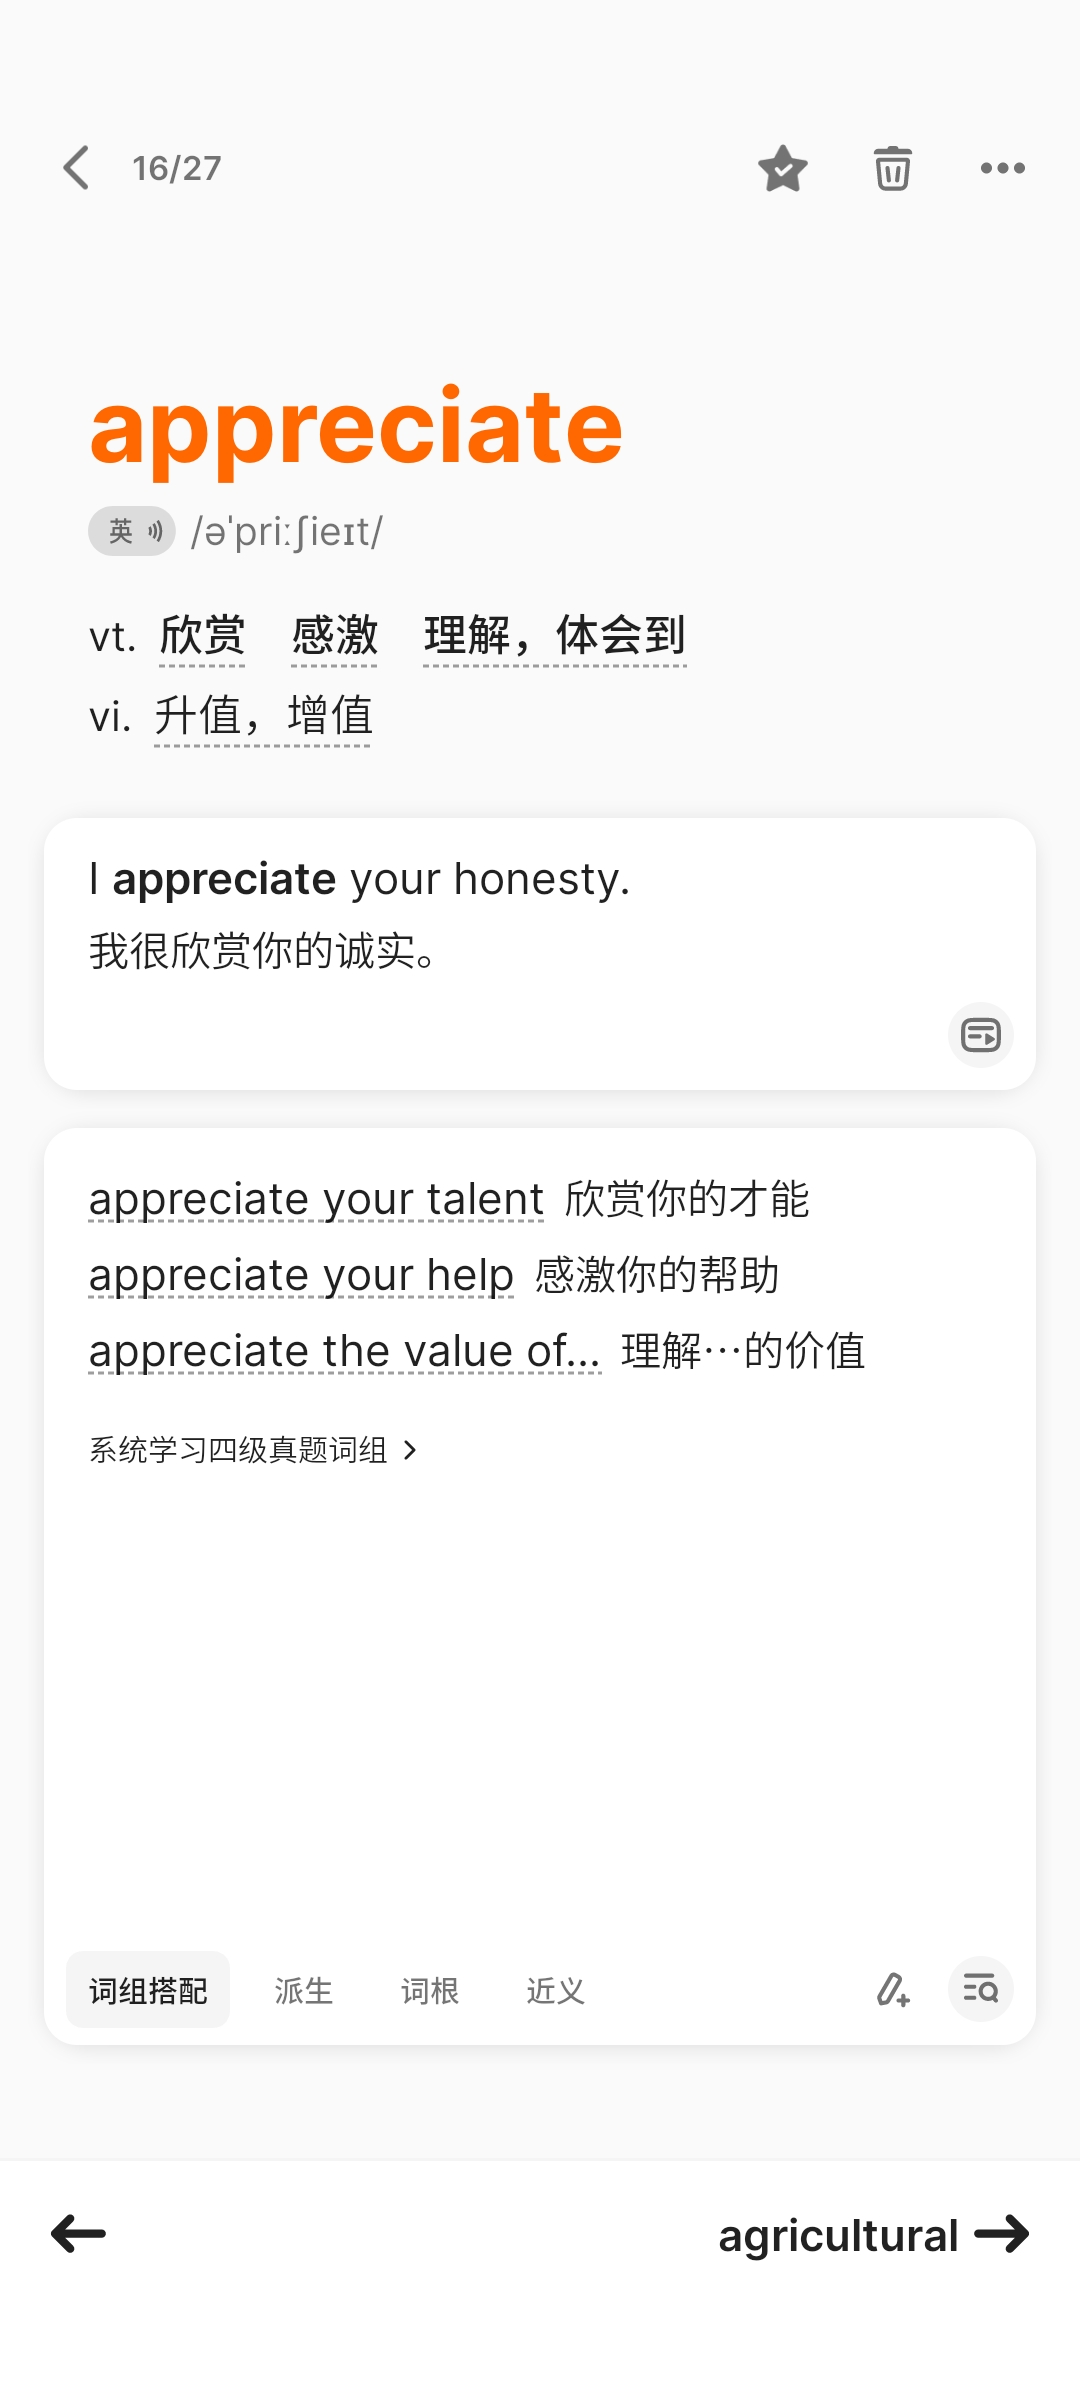 16/27
appreciate
英 /əˈpriːʃieɪt/
vt. 欣赏 感激 理解，体会到
vi. 升值，增值
I appreciate your honesty.
我很欣赏你的诚实。
appreciate your talent 欣赏你的才能
appreciate your help 感激你的帮助
appreciate the value of... 理解…的价值
系统学习四级真题词组
词组搭配 派生 词根 近义
agricultural